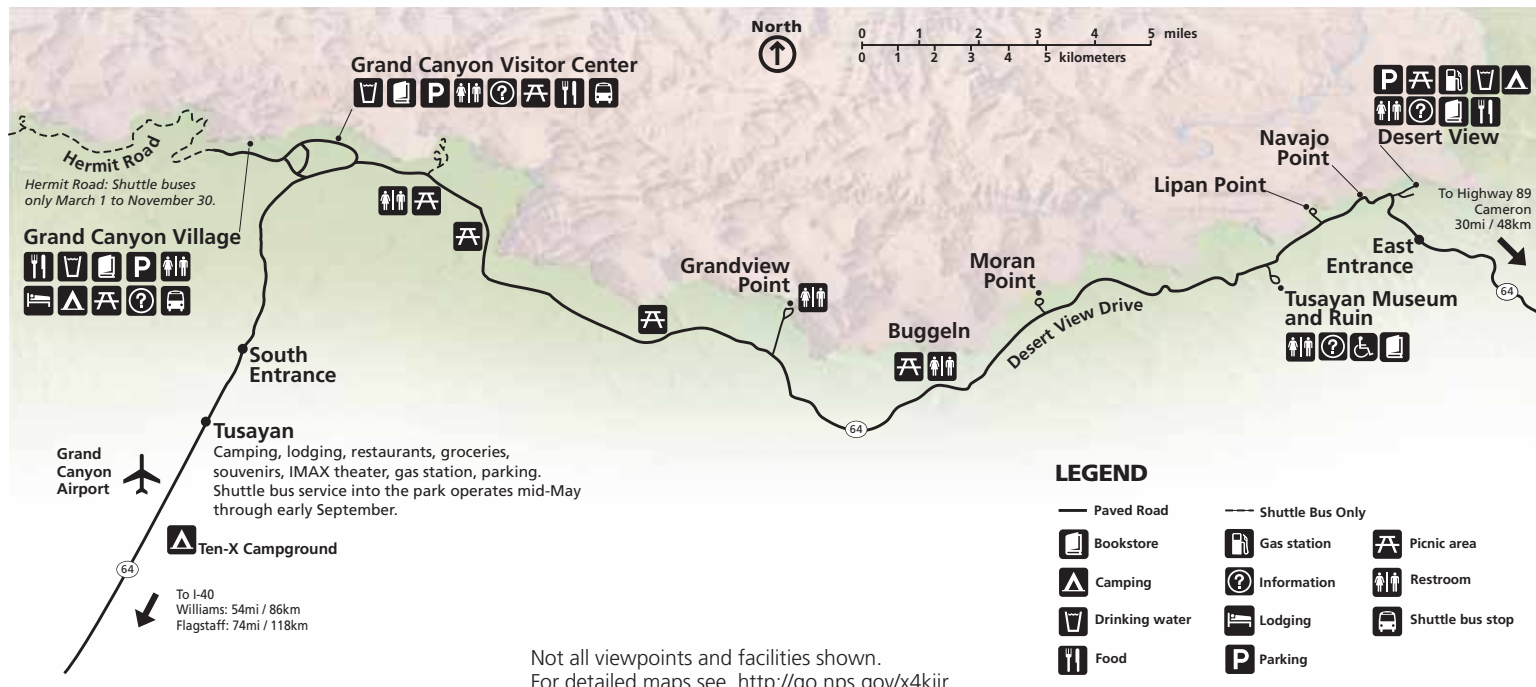 North
0 1 2 3 4 5 miles
0 1 2 3 4 5 kilometers
Grand Canyon Visitor Center
P
?
P
?
Desert View
Navajo
Point
Lipan Point
To Highway 89
Cameron
30mi / 48km
Hermit Road
Hermit Road: Shuttle buses
only March 1 to November 30.
Grand Canyon Village
P
?
East
Entrance
64
Grandview
Point
Moran
Point
Tusayan Museum
and Ruin
?
Desert View Drive
Buggeln
South
Entrance
64
Tusayan
Camping, lodging, restaurants, groceries,
souvenirs, IMAX theater, gas station, parking.
Shuttle bus service into the park operates mid-May
through early September.
Grand
Canyon
Airport
Ten-X Campground
64
To I-40
Williams: 54mi / 86km
Flagstaff: 74mi / 118km
LEGEND
Paved Road
Shuttle Bus Only
Bookstore
Gas station
Picnic area
Camping
? Information
Restroom
Drinking water
Lodging
Shuttle bus stop
Food
P Parking
Not all viewpoints and facilities shown.
For detailed maps see